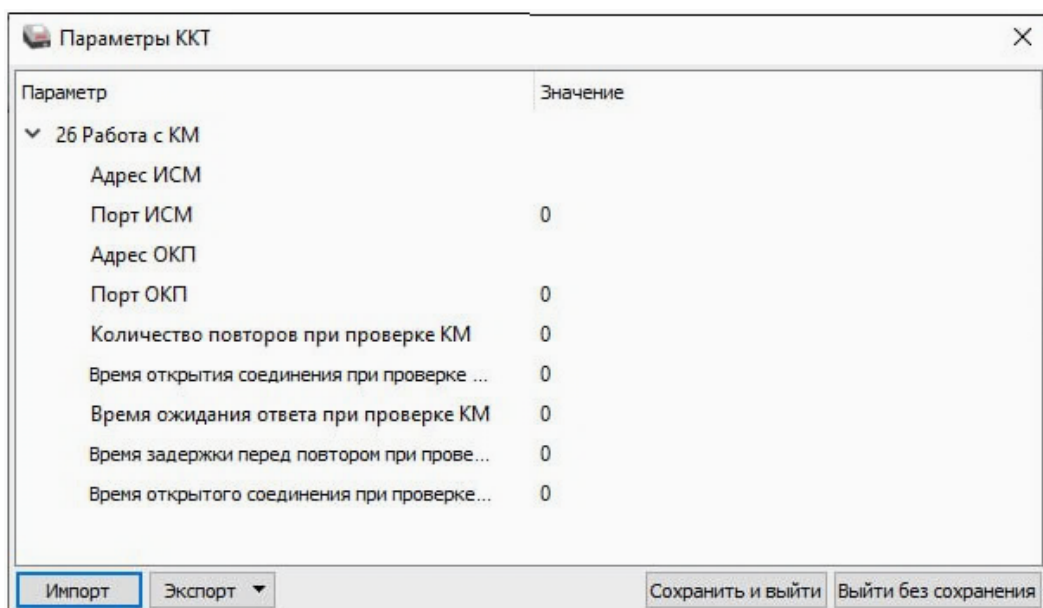 Параметры ККТ
Параметр Значение
26 Работа с КМ
Адрес ИСМ
Порт ИСМ 0
Адрес ОКП
Порт ОКП 0
Количество повторов при проверке КМ 0
Время открытия соединения при проверке ... 0
Время ожидания ответа при проверке КМ 0
Время задержки перед повтором при прове... 0
Время открытого соединения при проверке... 0
Импорт Экспорт Сохранить и выйти Выйти без сохранения